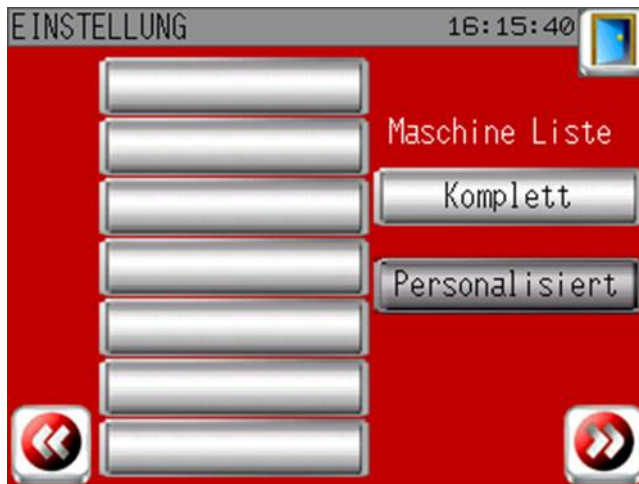 EINSTELLUNG 16:15:40
Maschine Liste
Komplett
Personalisiert